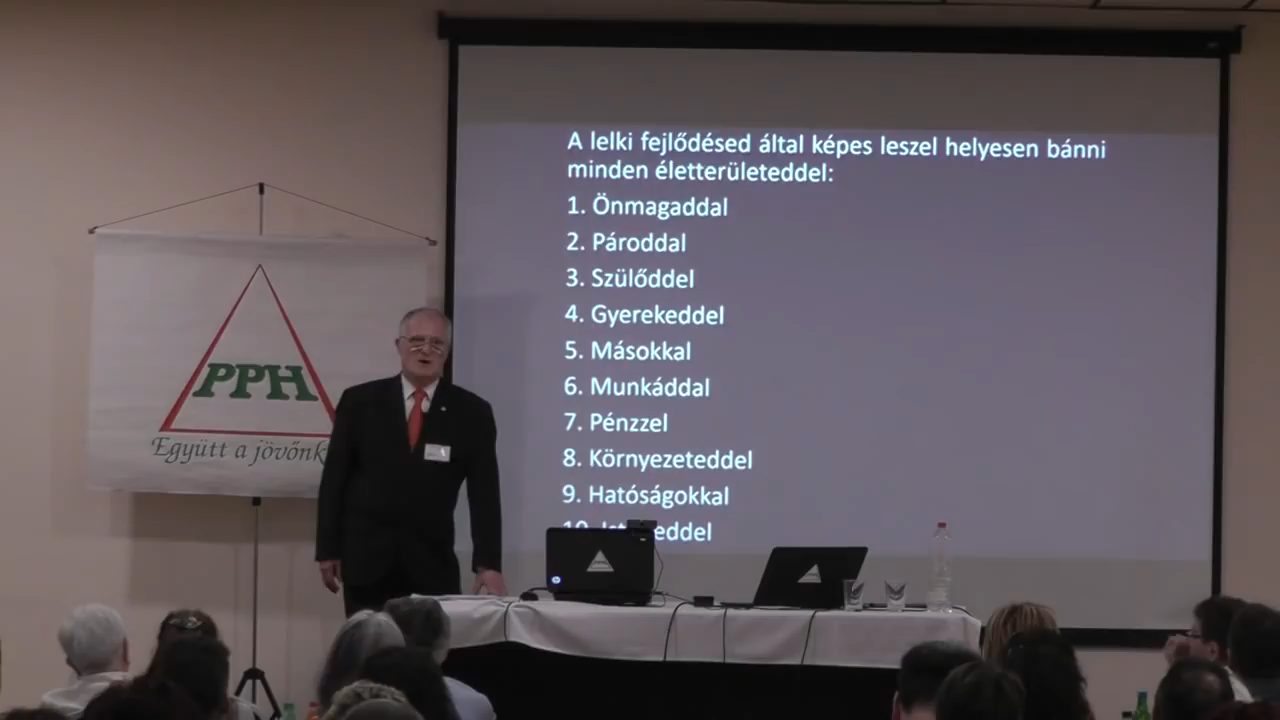 A lelki fejlődésed által képes leszel helyesen bánni
minden életterületeddel:
1. Önmagaddal
2. Pároddal
3. Szülőddel
4. Gyerekeddel
5. Másokkal
6. Munkáddal
7. Pénzzel
8. Környezeteddel
9. Hatóságokkal
10.
PPH
Együtt a